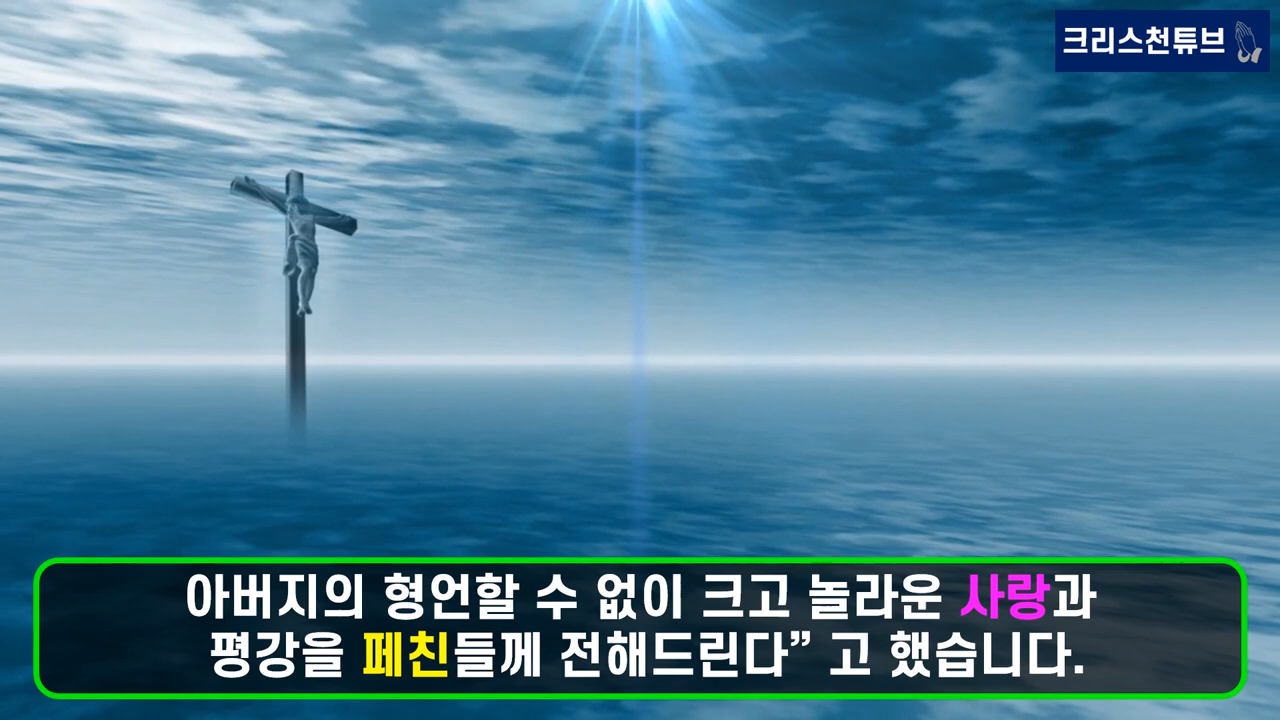 크리스천튜브
아버지의 형언할 수 없이 크고 놀라운 사랑과
평강을 페친들께 전해드린다” 고 했습니다.